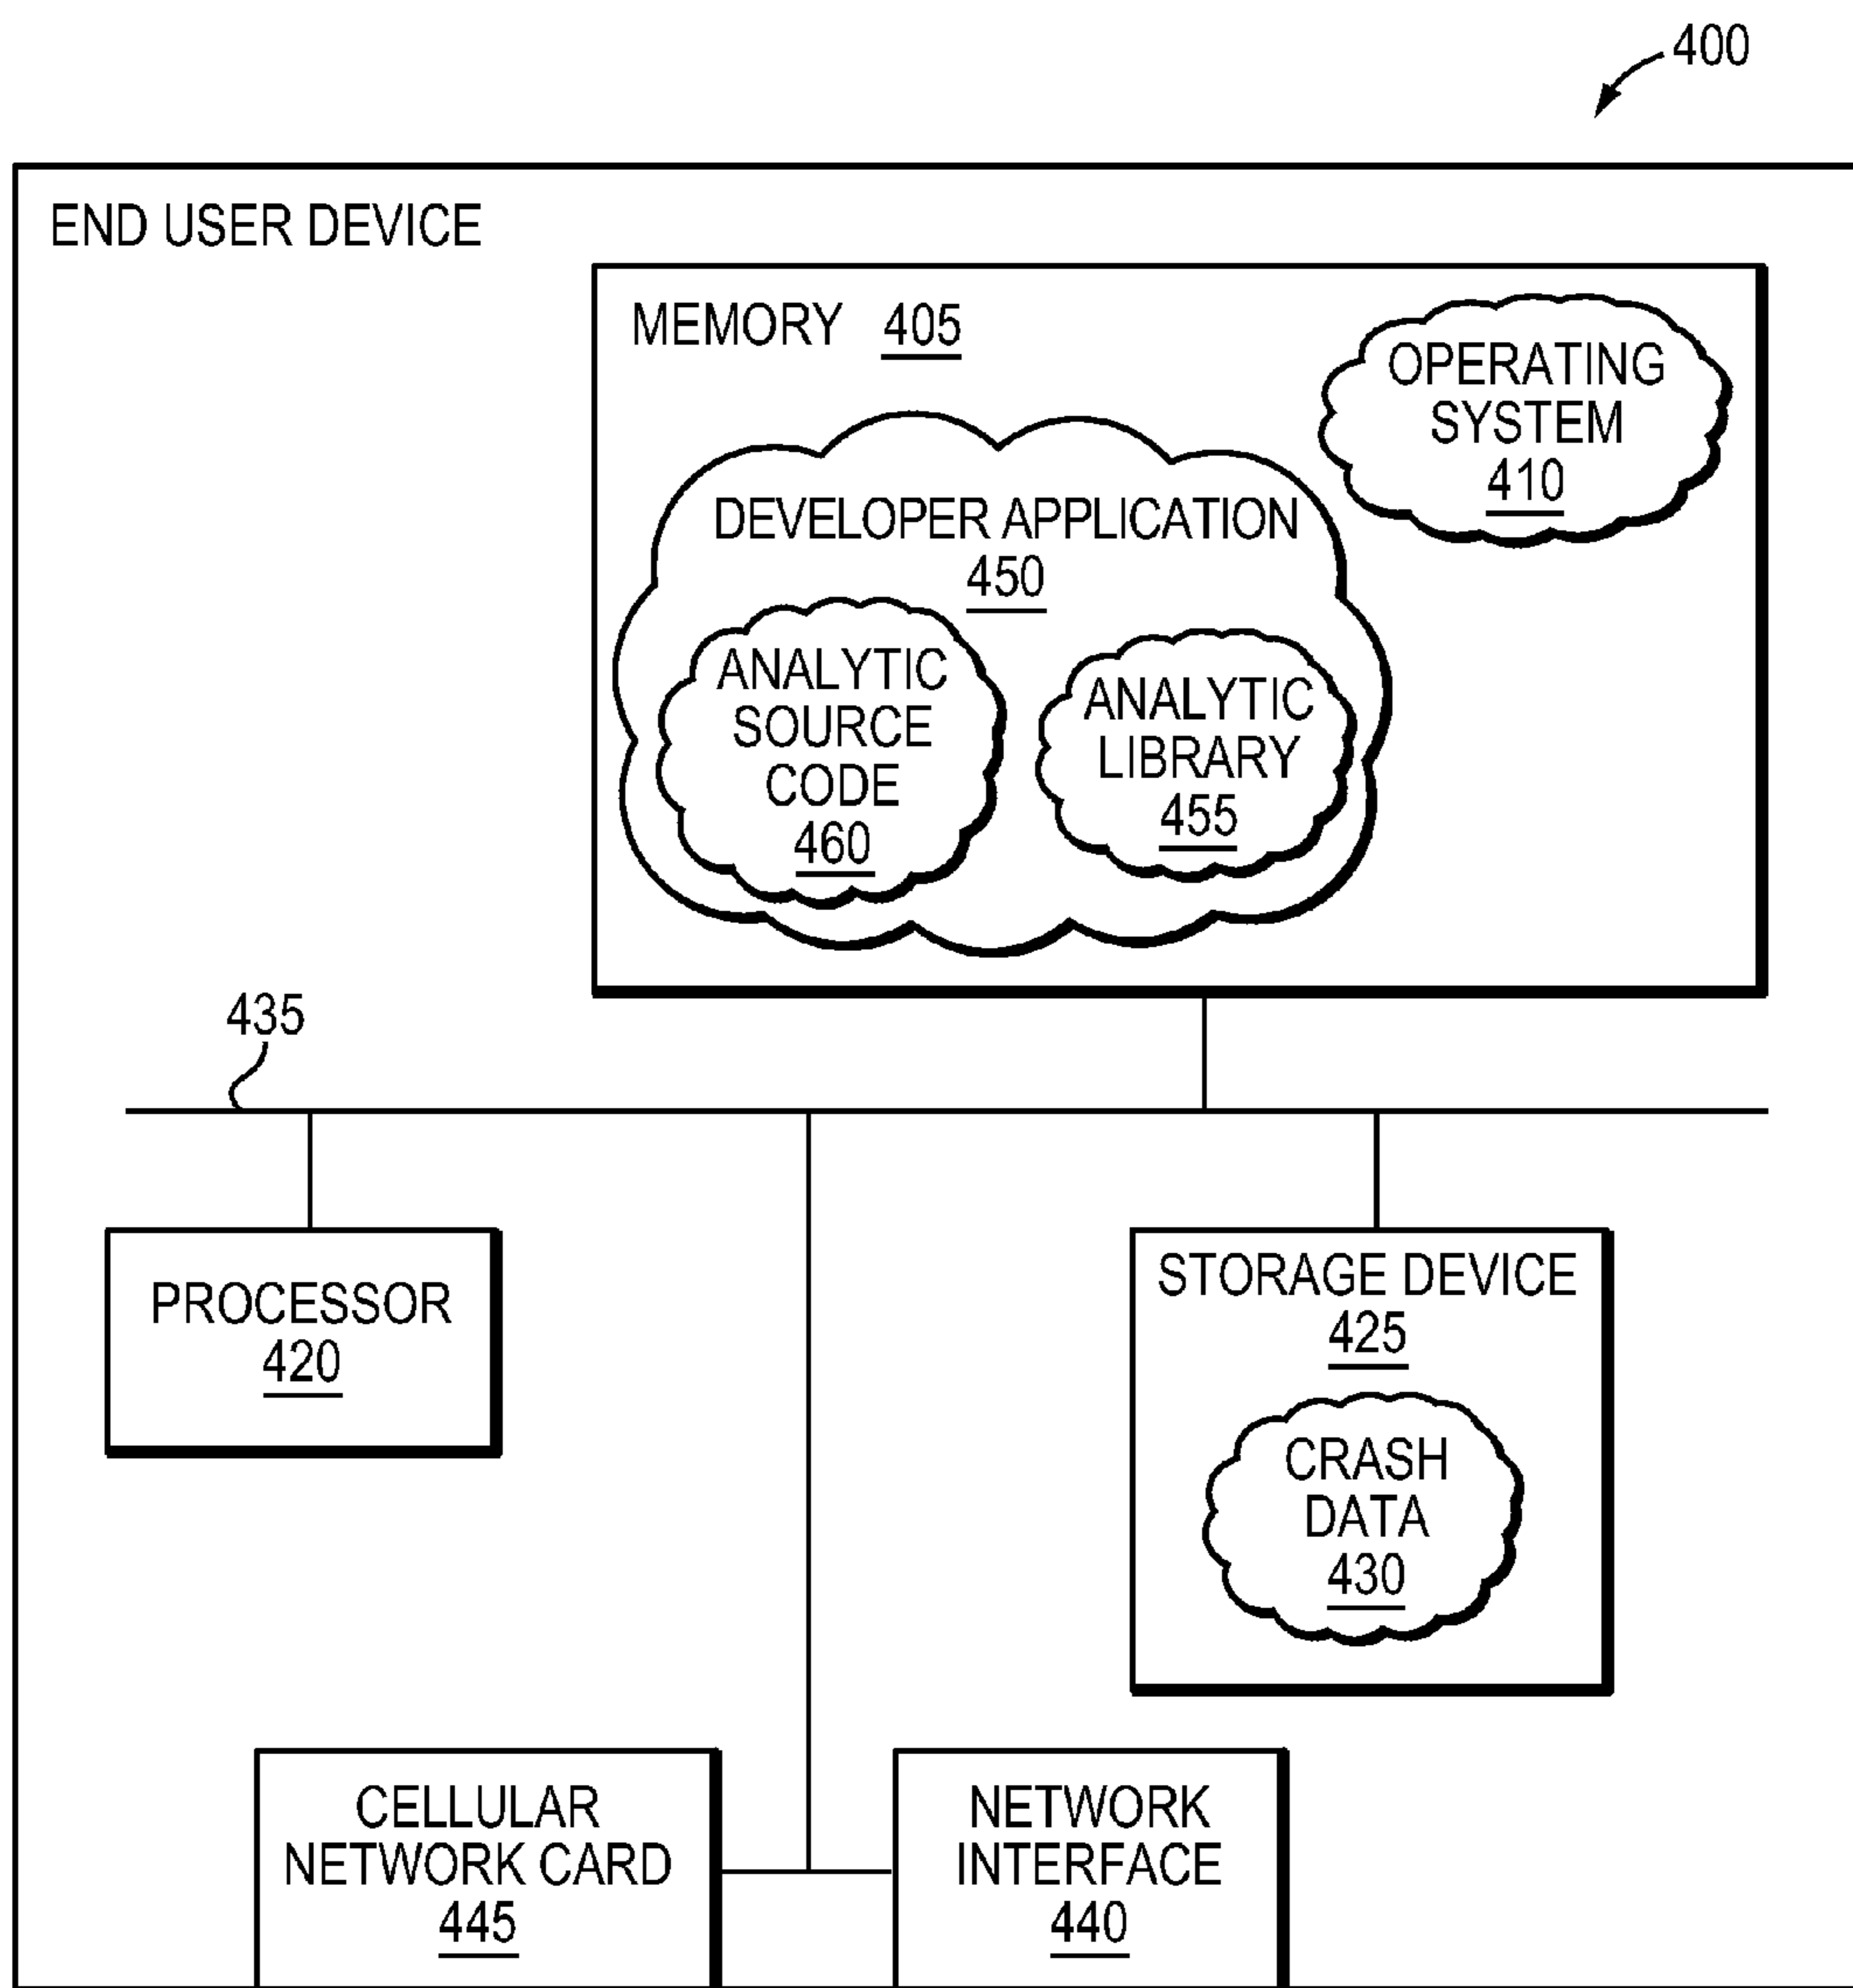 400
END USER DEVICE
MEMORY 405
OPERATING
SYSTEM
410
DEVELOPER APPLICATION
450
ANALYTIC
SOURCE
CODE
460
ANALYTIC
LIBRARY
455
435
PROCESSOR
420
STORAGE DEVICE
425
CRASH
DATA
430
CELLULAR
NETWORK CARD
445
NETWORK
INTERFACE
440